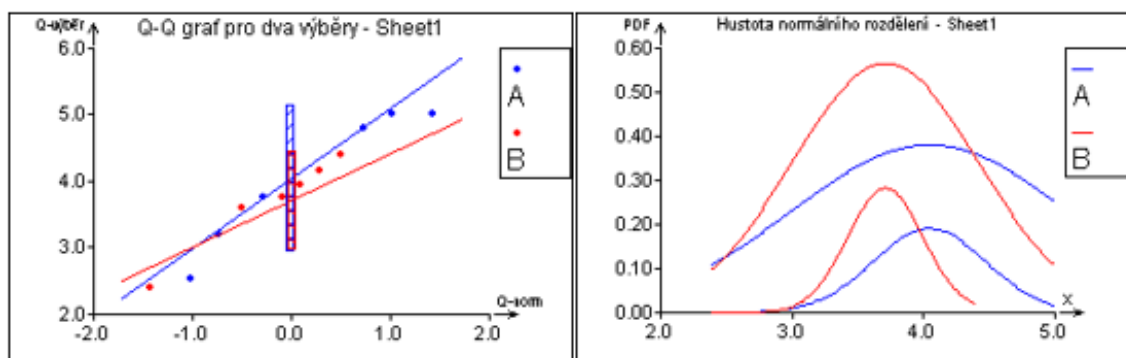 Q-výběr
Q-Q graf pro dva výběry - Sheet1
6.0
5.0
4.0
3.0
2.0
-2.0
-1.0
0.0
1.0
2.0
Q-norm
A
B
PDF
Hustota normálního rozdělení - Sheet1
0.60
0.50
0.40
0.30
0.20
0.10
0.00
2.0
3.0
4.0
5.0
x
A
B